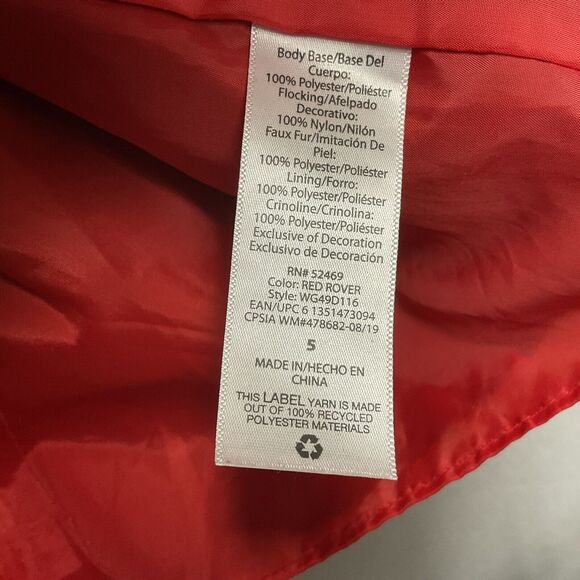 Body Base/Base Del
Cuerpo:
100% Polyester/Poliéster
Flocking/Afelpado
Decorativo:
100% Nylon/Nilón
Faux Fur/Imitación De
Piel:
100% Polyester/Poliéster
Lining/Forro:
100% Polyester/Poliéster
Crinoline/Crinolina:
100% Polyester/Poliéster
Exclusive of Decoration
Exclusivo de Decoración
RN# 52469
Color: RED ROVER
Style: WG49D116
EAN/UPC 6 1351473094
CPSIA WM#478682-08/19
5
MADE IN/HECHO EN
CHINA
THIS LABEL YARN IS MADE
OUT OF 100% RECYCLED
POLYESTER MATERIALS